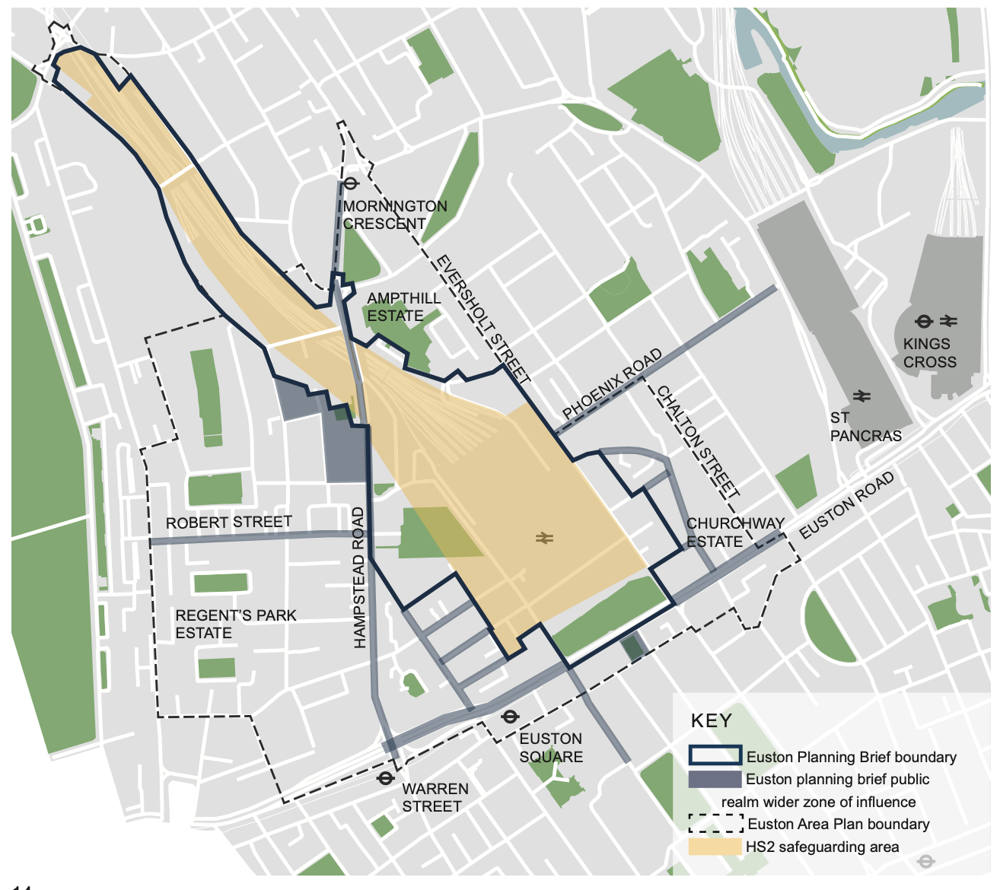 MORNINGTON
CRESCENT
EVERSHOLT STREET
AMPTHILL
ESTATE
KINGS
CROSS
PHOENIX ROAD
CHALTON STREET
ST
PANCRAS
EUSTON ROAD
ROBERT STREET
HAMPSTEAD ROAD
CHURCHWAY
ESTATE
REGENT'S PARK
ESTATE
EUSTON
SQUARE
WARREN
STREET
KEY
Euston Planning Brief boundary
Euston planning brief public
realm wider zone of influence
Euston Area Plan boundary
HS2 safeguarding area